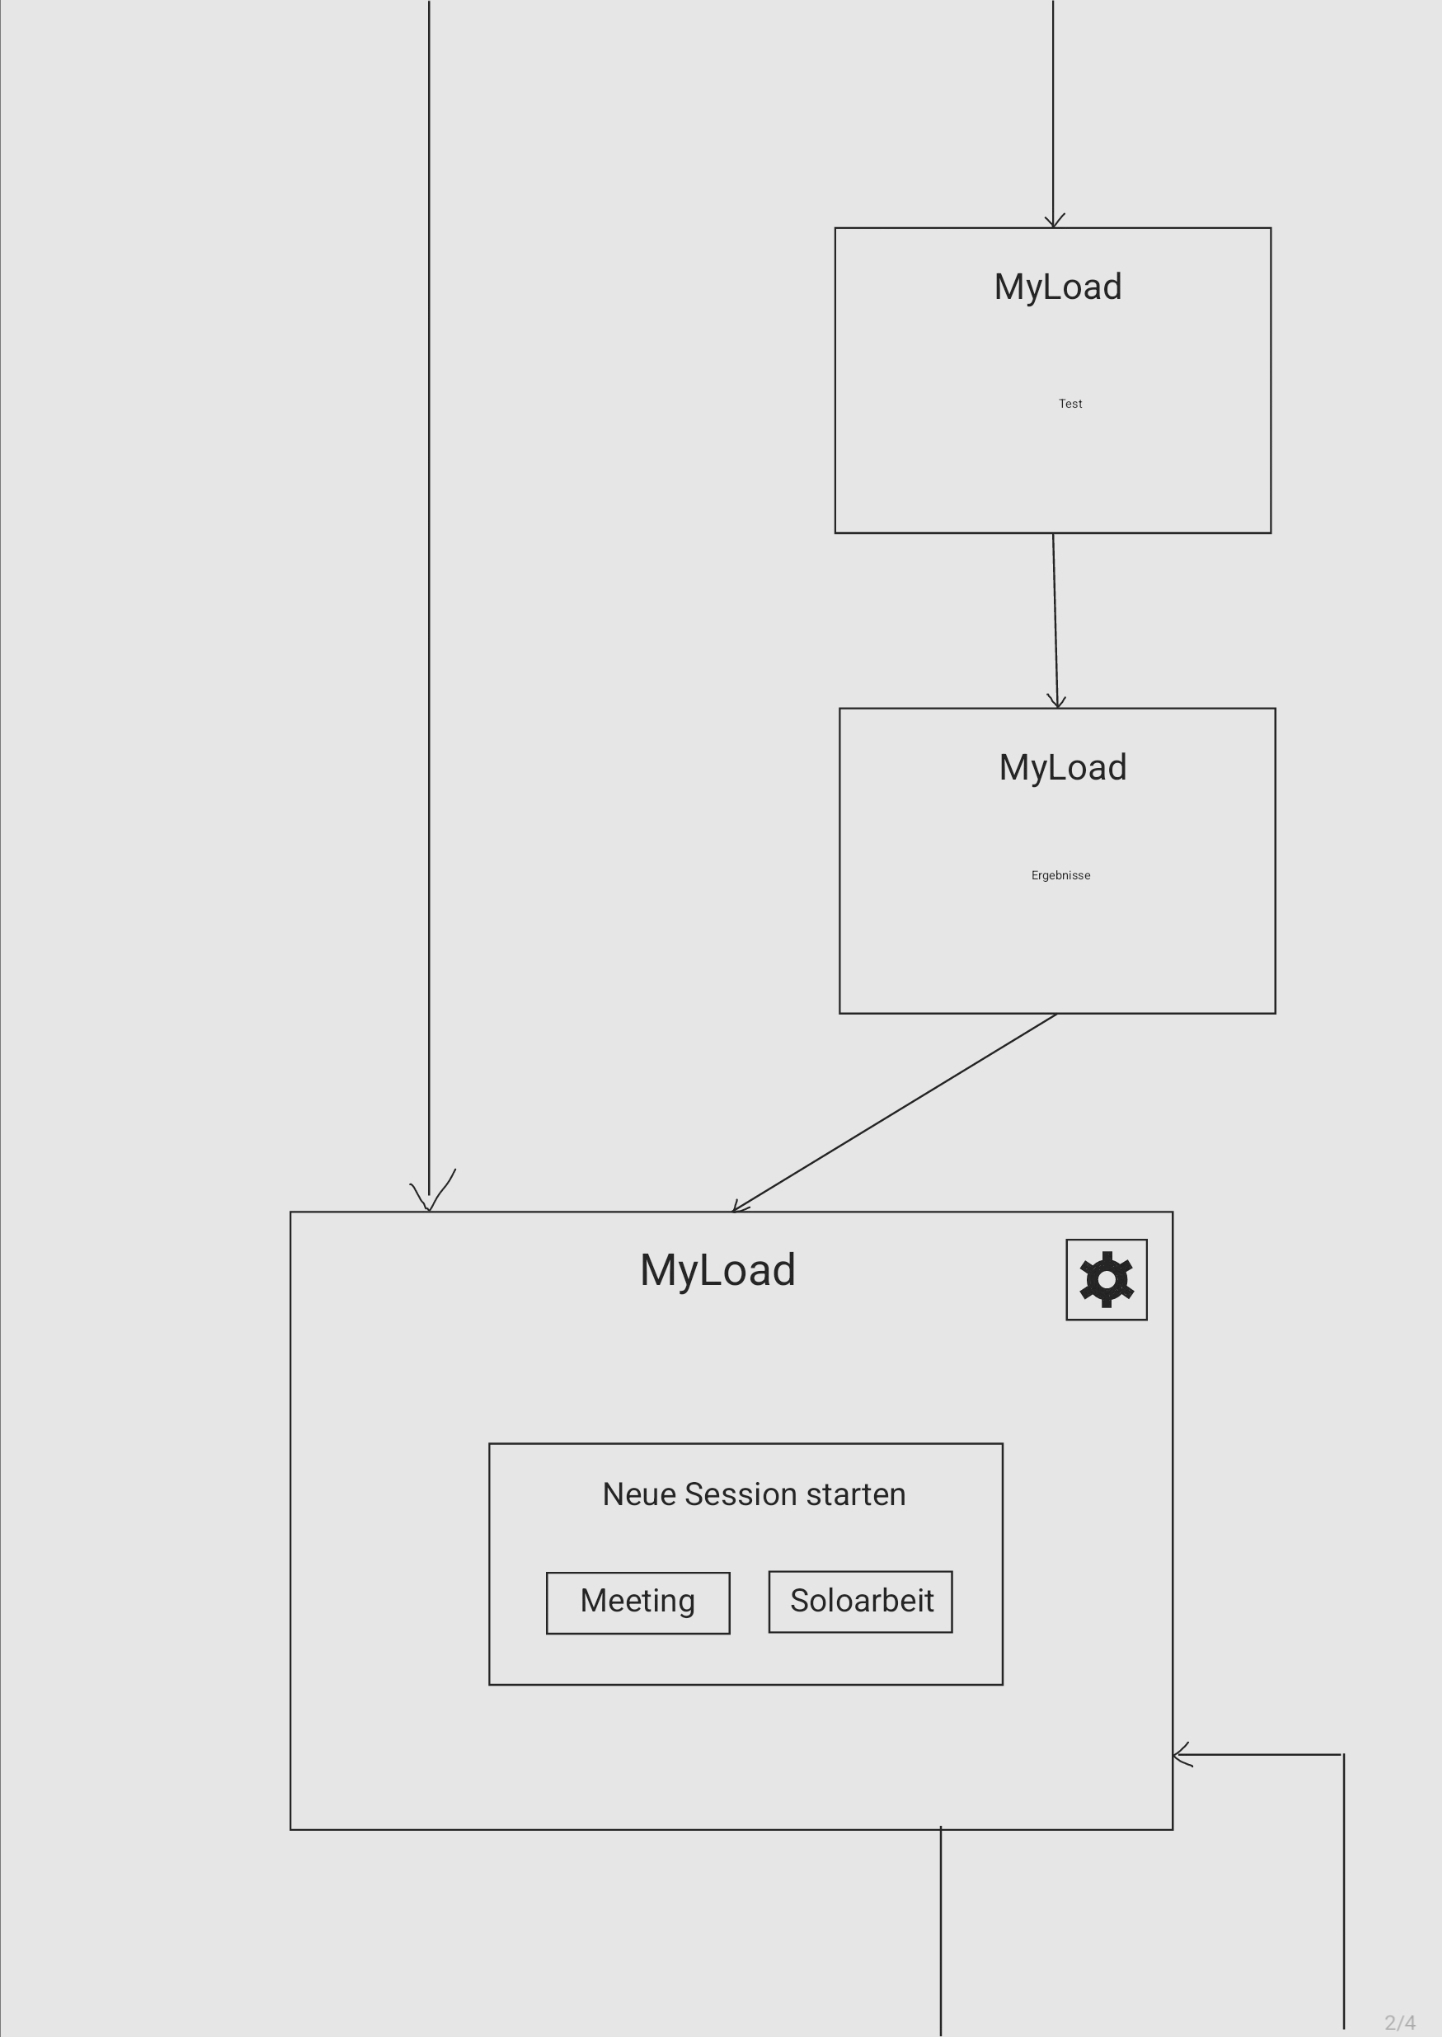 MyLoad
Test
MyLoad
Ergebnisse
MyLoad
Neue Session starten
Meeting
Soloarbeit
2/4